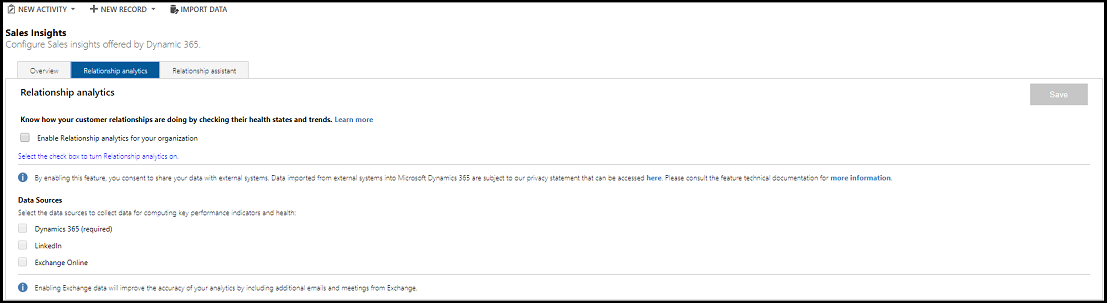 NEW ACTIVITY NEW RECORD IMPORT DATA
Sales Insights
Configure Sales insights offered by Dynamic 365.
Overview Relationship analytics Relationship assistant
Relationship analytics Save
Know how your customer relationships are doing by checking their health states and trends. Learn more
Enable Relationship analytics for your organization
Select the check box to turn Relationship analytics on.
By enabling this feature, you consent to share your data with external systems. Data imported from external systems into Microsoft Dynamics 365 are subject to our privacy statement that can be accessed here. Please consult the feature technical documentation for more information.
Data Sources
Select the data sources to collect data for computing key performance indicators and health:
Dynamics 365 (required)
LinkedIn
Exchange Online
Enabling Exchange data will improve the accuracy of your analytics by including additional emails and meetings from Exchange.